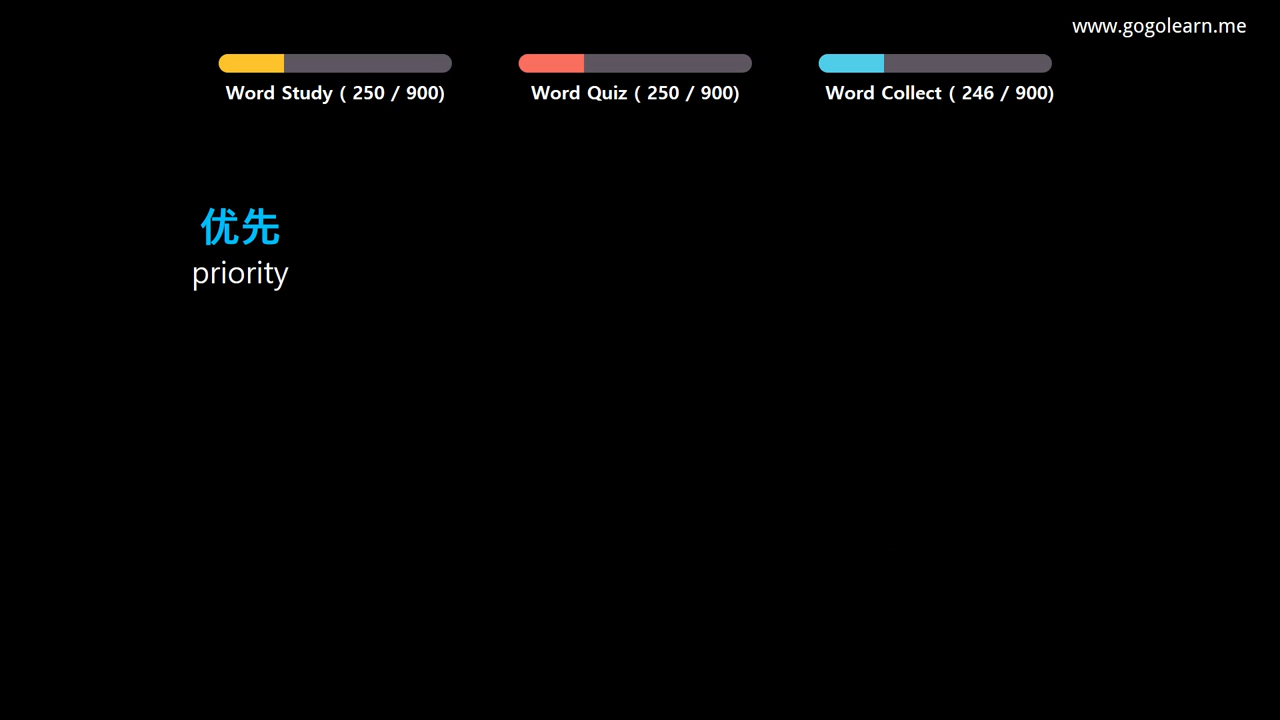 www.gogolearn.me
Word Study ( 250 / 900)
Word Quiz ( 250 / 900)
Word Collect ( 246 / 900)
优先
priority